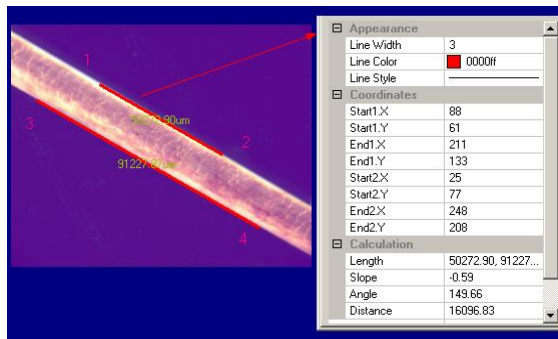 1
2
3
4
Appearance
Line Width 3
Line Color 0000ff
Line Style
Coordinates
Start1.X 88
Start1.Y 61
End1.X 211
End1.Y 133
Start2.X 25
Start2.Y 77
End2.X 248
End2.Y 208
Calculation
Length 50272.90, 91227...
Slope -0.59
Angle 149.66
Distance 16096.83